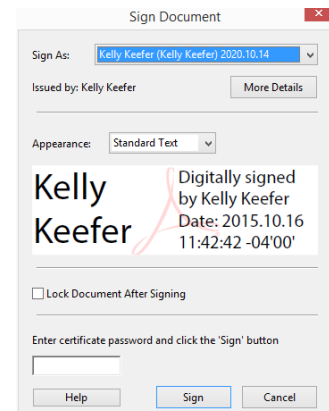 Sign Document
Sign As: Kelly Keefer (Kelly Keefer) 2020.10.14
Issued by: Kelly Keefer More Details
Appearance: Standard Text
Kelly
Keefer
Digitally signed
by Kelly Keefer
Date: 2015.10.16
11:42:42 -04'00'
Lock Document After Signing
Enter certificate password and click the 'Sign' button
Help Sign Cancel